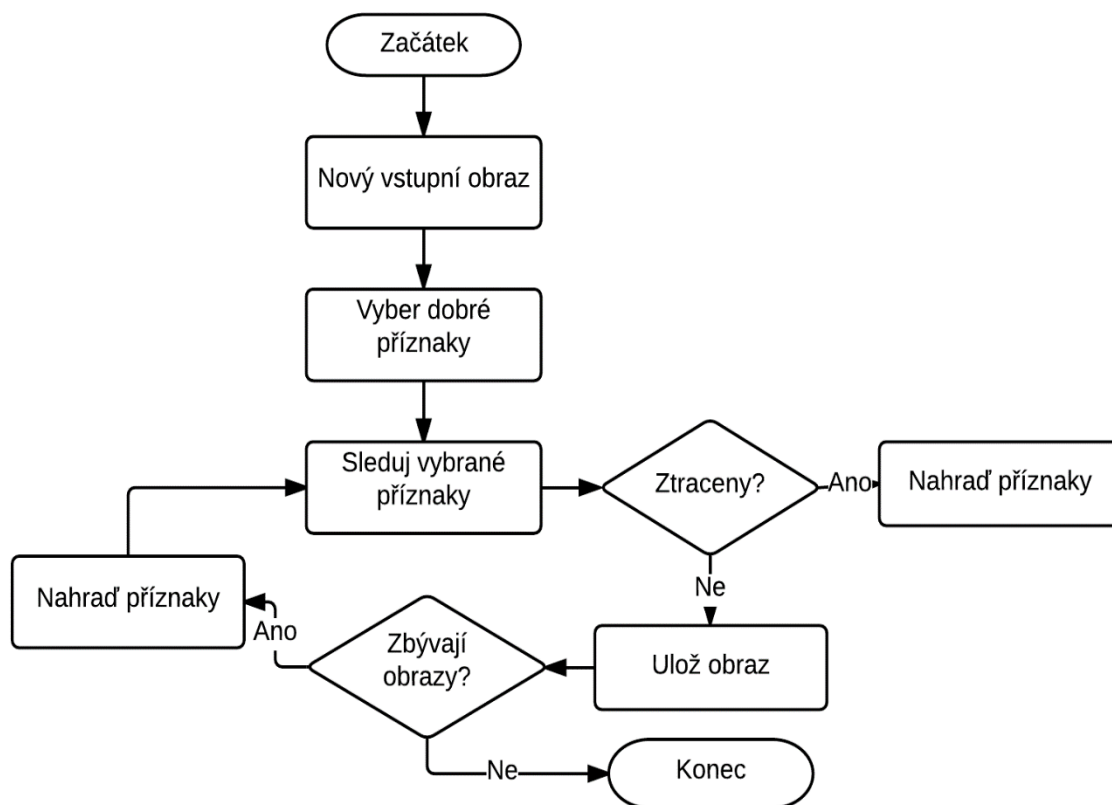 Začátek
Nový vstupní obraz
Vyber dobré
příznaky
Sleduj vybrané
příznaky
Ztraceny?
Ano
Nahraď příznaky
Ne
Ulož obraz
Zbývají
obrazy?
Ano
Nahraď příznaky
Ne
Konec